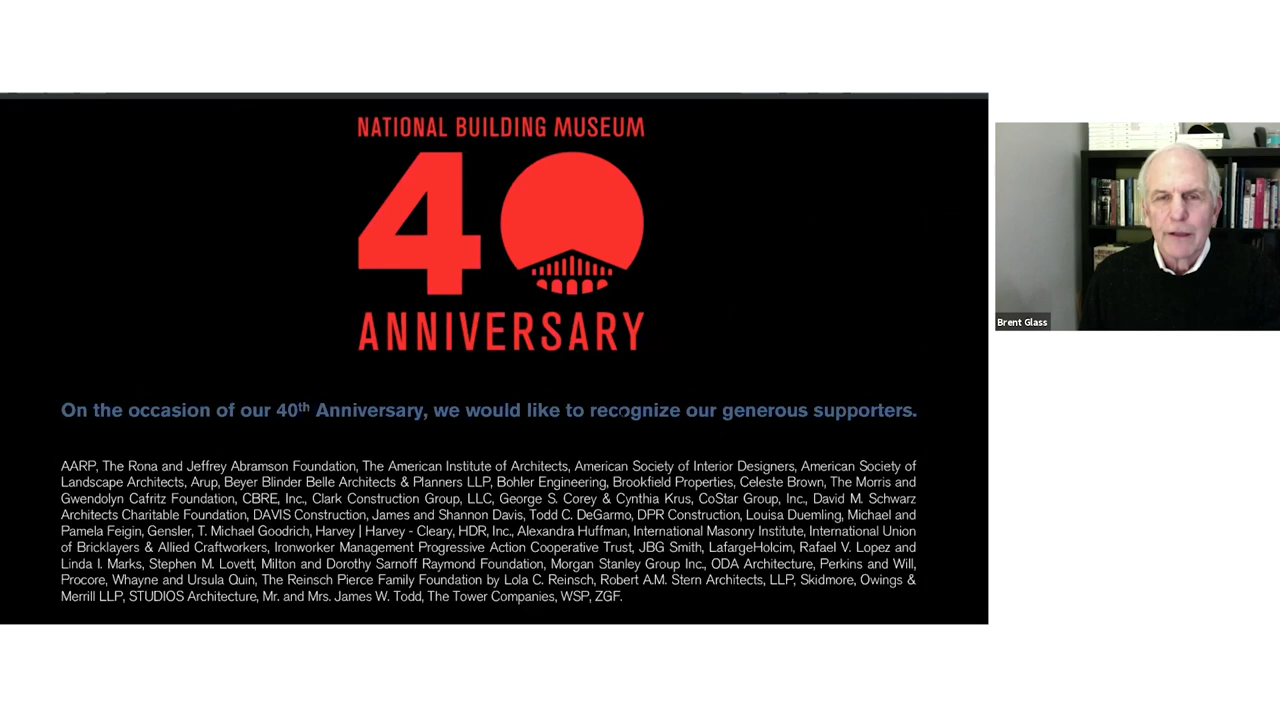 NATIONAL BUILDING MUSEUM
40
ANNIVERSARY
On the occasion of our 40th Anniversary, we would like to recognize our generous supporters.
AARP, The Rona and Jeffrey Abramson Foundation, The American Institute of Architects, American Society of Interior Designers, American Society of
Landscape Architects, Arup, Beyer Blinder Belle Architects & Planners LLP, Bohler Engineering, Brookfield Properties, Celeste Brown, The Morris and
Gwendolyn Cafritz Foundation, CBRE, Inc., Clark Construction Group, LLC, George S. Corey & Cynthia Krus, CoStar Group, Inc., David M. Schwarz
Architects Charitable Foundation, DAVIS Construction, James and Shannon Davis, Todd C. DeGarmo, DPR Construction, Louisa Duemling, Michael and
Pamela Feigin, Gensler, T. Michael Goodrich, Harvey | Harvey - Cleary, HDR, Inc., Alexandra Huffman, International Masonry Institute, International Union
of Bricklayers & Allied Craftworkers, Ironworker Management Progressive Action Cooperative Trust, JBG Smith, LafargeHolcim, Rafael V. Lopez and
Linda I. Marks, Stephen M. Lovett, Milton and Dorothy Sarnoff Raymond Foundation, Morgan Stanley Group Inc., ODA Architecture, Perkins and Will,
Procore, Whayne and Ursula Quin, The Reinsch Pierce Family Foundation by Lola C. Reinsch, Robert A.M. Stern Architects, LLP, Skidmore, Owings &
Merrill LLP, STUDIOS Architecture, Mr. and Mrs. James W. Todd, The Tower Companies, WSP, ZGF.
Brent Glass